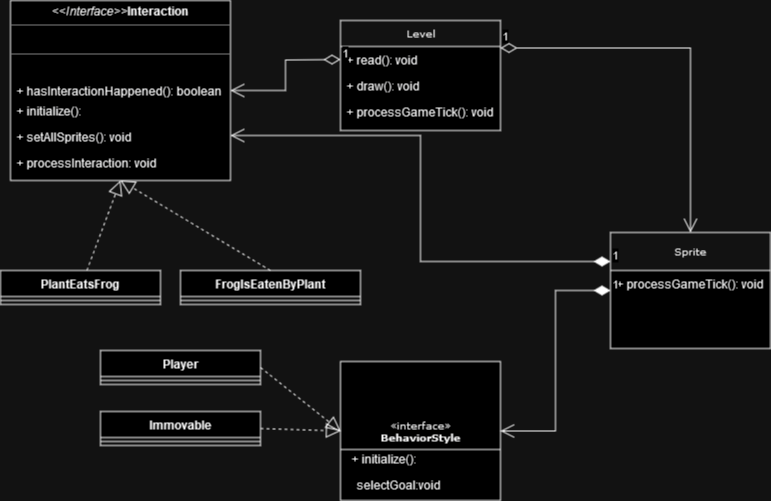 <<Interface>>Interaction
+ hasInteractionHappened(): boolean
+ initialize():
+ setAllSprites(): void
+ processInteraction: void
Level
1
+ read(): void
+ draw(): void
+ processGameTick(): void
1
Sprite
1
1
+ processGameTick(): void
PlantEatsFrog
FrogIsEatenByPlant
Player
Immovable
«interface»
BehaviorStyle
+ initialize():
selectGoal:void